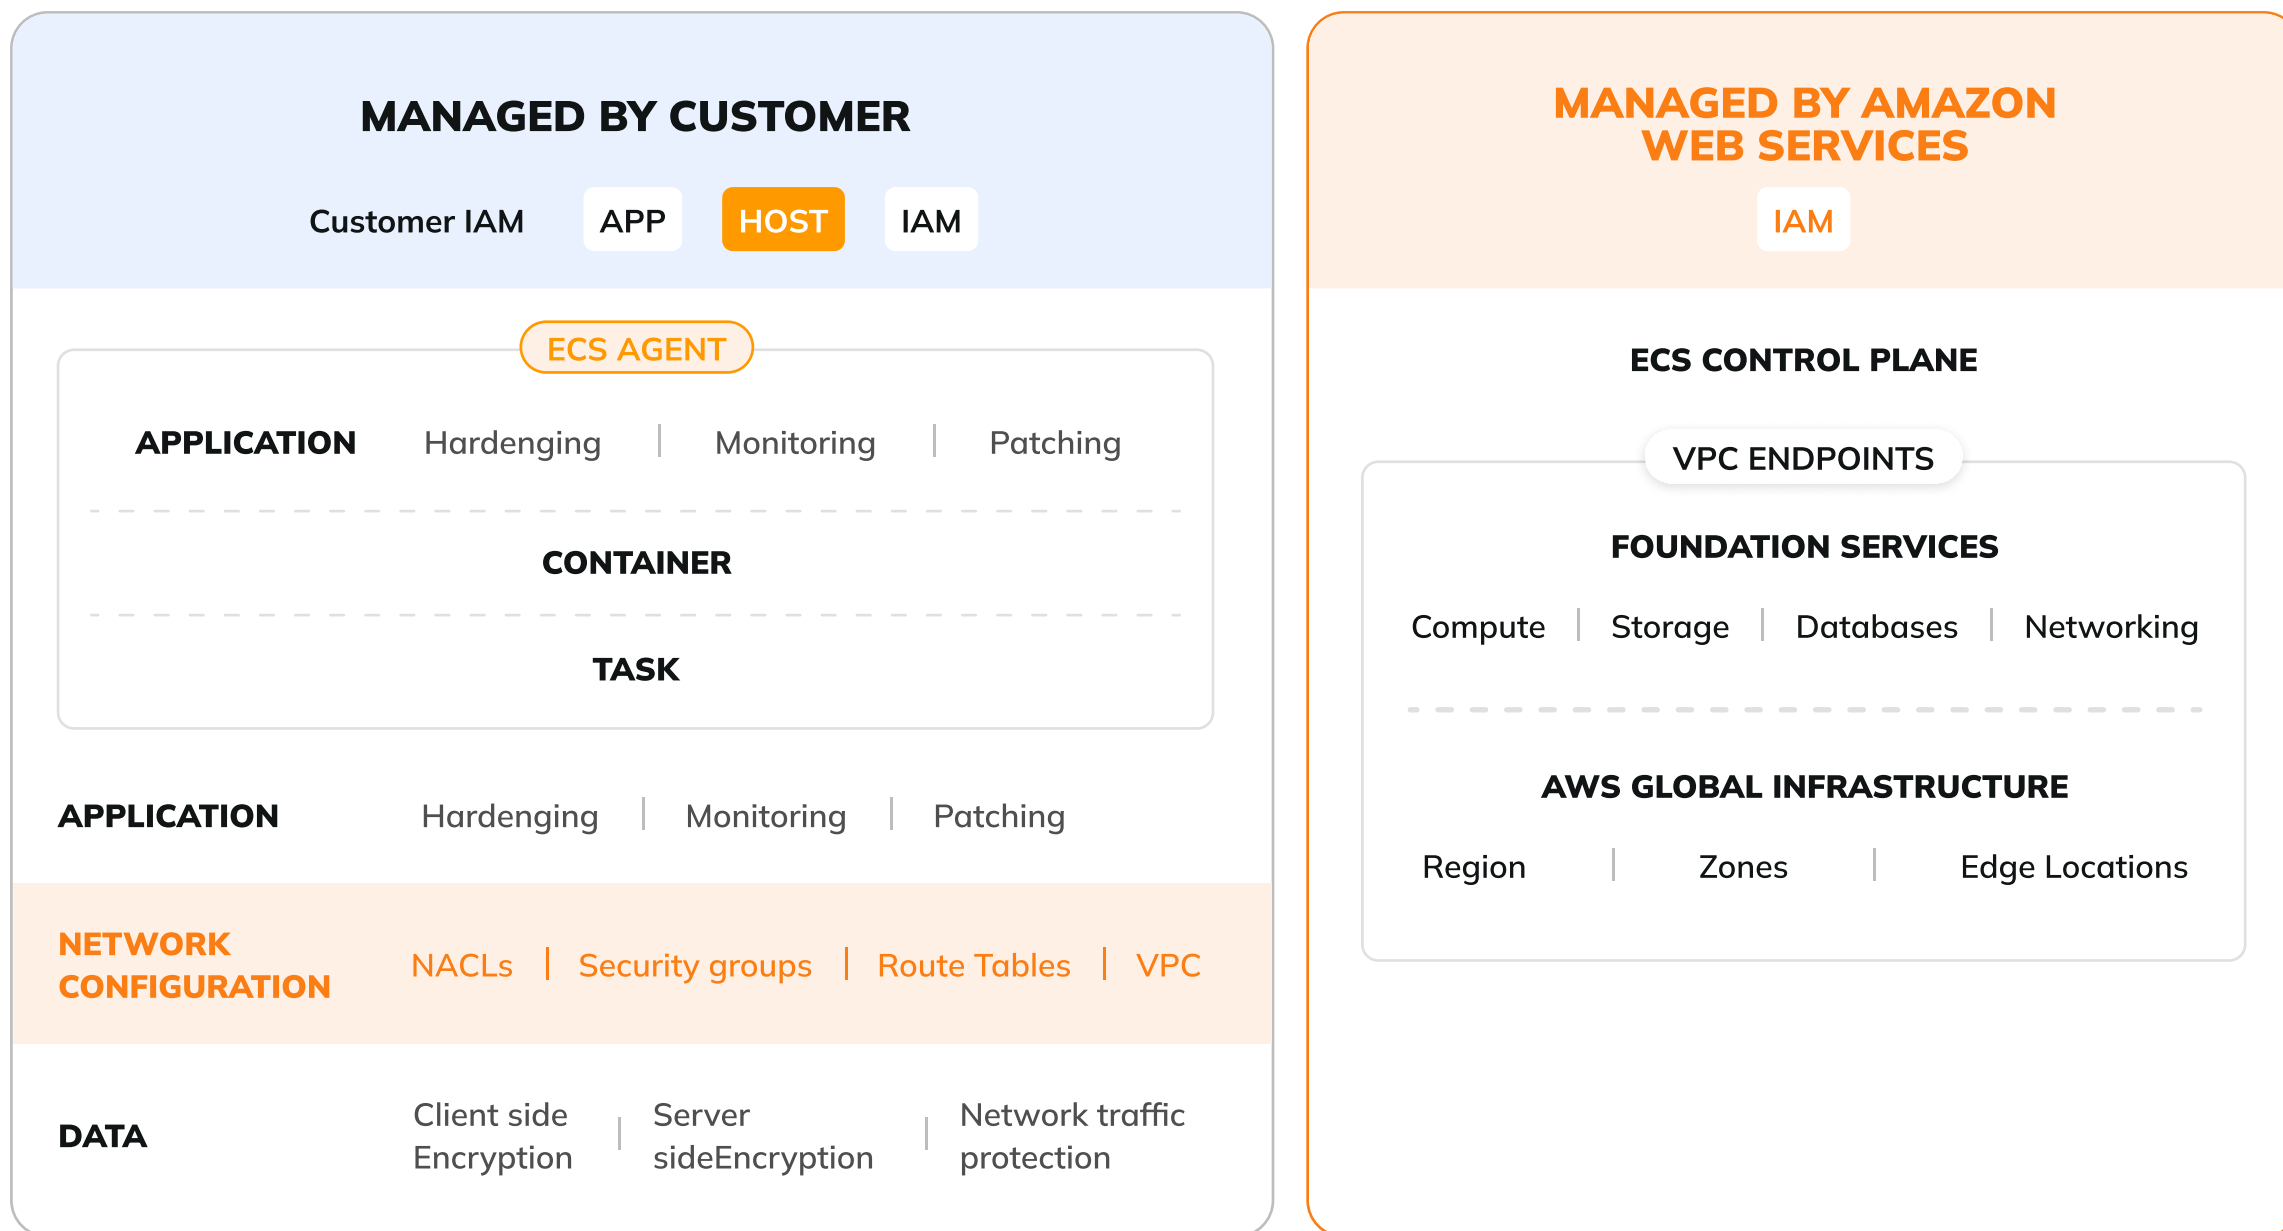 MANAGED BY CUSTOMER
Customer IAM APP HOST IAM
ECS AGENT
APPLICATION Hardenging Monitoring Patching
CONTAINER
TASK
APPLICATION Hardenging Monitoring Patching
NETWORK
CONFIGURATION
NACLs Security groups Route Tables VPC
DATA
Client side
Encryption
Server
sideEncryption
Network traffic
protection
MANAGED BY AMAZON
WEB SERVICES
IAM
ECS CONTROL PLANE
VPC ENDPOINTS
FOUNDATION SERVICES
Compute Storage Databases Networking
AWS GLOBAL INFRASTRUCTURE
Region Zones Edge Locations